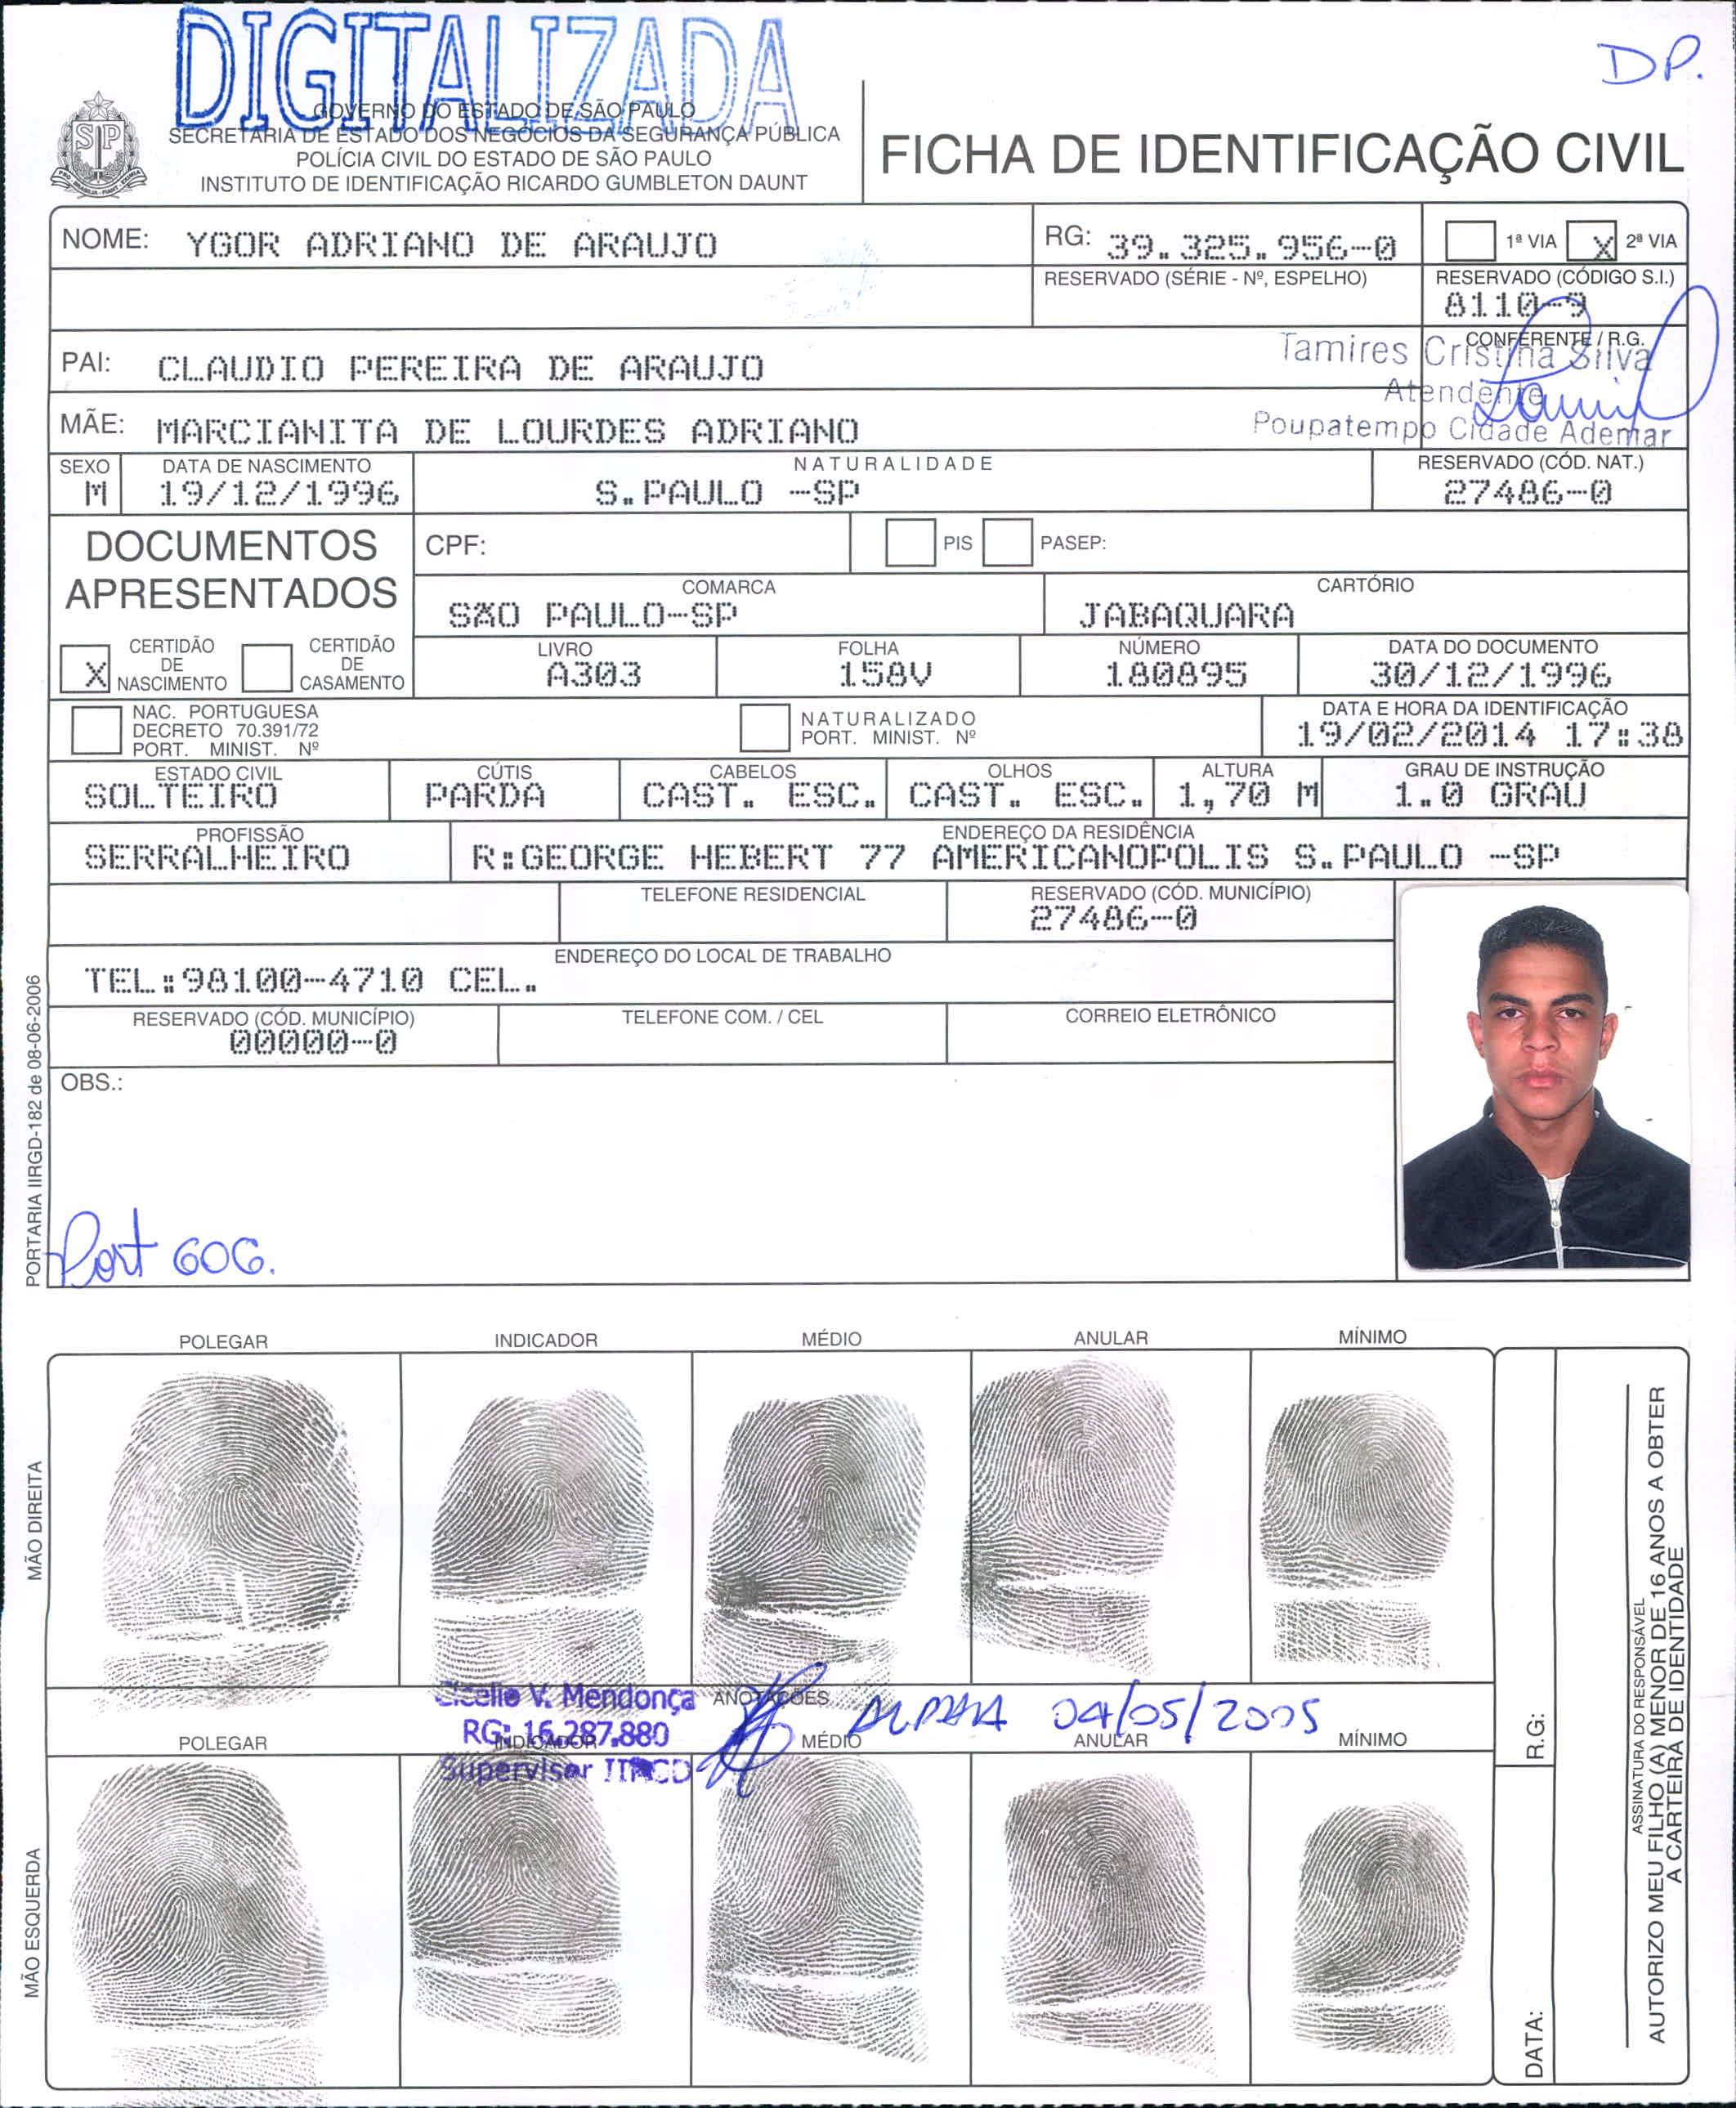 DIGITALIZADA
DP.
GOVERNO DO ESTADO DE SÃO PAULO
SECRETARIA DE ESTADO DOS NEGÓCIOS DA SEGURANÇA PÚBLICA
POLÍCIA CIVIL DO ESTADO DE SÃO PAULO
INSTITUTO DE IDENTIFICAÇÃO RICARDO GUMBLETON DAUNT
FICHA DE IDENTIFICAÇÃO CIVIL
NOME: YGOR ADRIANO DE ARAUJO
RG: 39.325.956-0
1ª VIA X 2ª VIA
RESERVADO (SÉRIE - Nº, ESPELHO)
RESERVADO (CÓDIGO S.I.)
8110-9
CONFERENTE / R.G.
Tamires Cristina Silva
Atendente
Poupatempo Cidade Ademar
PAI: CLAUDIO PEREIRA DE ARAUJO
MÃE: MARCIANITA DE LOURDES ADRIANO
SEXO
M
DATA DE NASCIMENTO
19/12/1996
NATURALIDADE
S.PAULO -SP
RESERVADO (CÓD. NAT.)
27486-0
DOCUMENTOS
APRESENTADOS
CPF:
PIS
PASEP:
COMARCA
SÃO PAULO-SP
CARTÓRIO
JABAQUARA
X CERTIDÃO
DE
NASCIMENTO
CERTIDÃO
DE
CASAMENTO
LIVRO
A303
FOLHA
158V
NÚMERO
180895
DATA DO DOCUMENTO
30/12/1996
NAC. PORTUGUESA
DECRETO 70.391/72
PORT. MINIST. Nº
NATURALIZADO
PORT. MINIST. Nº
DATA E HORA DA IDENTIFICAÇÃO
19/02/2014 17:38
ESTADO CIVIL
SOLTEIRO
CÚTIS
PARDA
CABELOS
CAST. ESC.
OLHOS
CAST. ESC.
ALTURA
1,70 M
GRAU DE INSTRUÇÃO
1.0 GRAU
PROFISSÃO
SERRALHEIRO
ENDEREÇO DA RESIDÊNCIA
R:GEORGE HEBERT 77 AMERICANOPOLIS S.PAULO -SP
TELEFONE RESIDENCIAL
RESERVADO (CÓD. MUNICÍPIO)
27486-0
ENDEREÇO DO LOCAL DE TRABALHO
TEL:98100-4710 CEL.
RESERVADO (CÓD. MUNICÍPIO)
00000-0
TELEFONE COM. / CEL
CORREIO ELETRÔNICO
OBS.:
Port 606.
PORTARIA IIRGD-182 de 08-06-2006
POLEGAR
INDICADOR
MÉDIO
ANULAR
MÍNIMO
MÃO DIREITA
V. Mendonça
RG: 16.287.880
Supervisor IIRGD
ANOTAÇÕES
04/05/2005
POLEGAR
INDICADOR
MÉDIO
ANULAR
MÍNIMO
MÃO ESQUERDA
R.G:
DATA:
ASSINATURA DO RESPONSÁVEL
AUTORIZO MEU FILHO (A) MENOR DE 16 ANOS A OBTER
A CARTEIRA DE IDENTIDADE